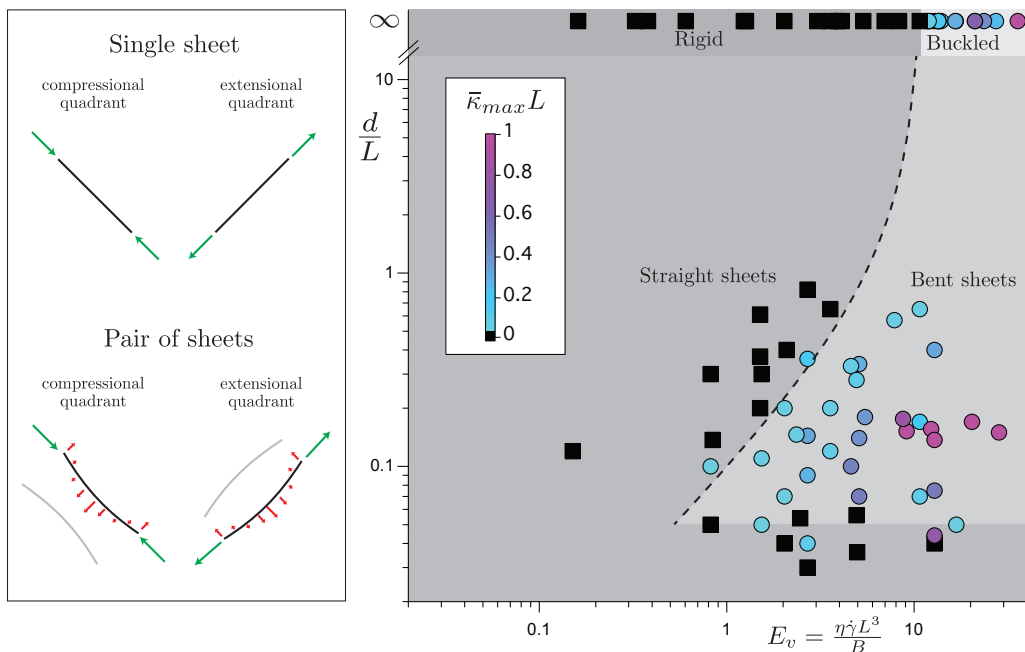 Single sheet
compressional
quadrant
extensional
quadrant
Pair of sheets
compressional
quadrant
extensional
quadrant
∞
10
d/L
1
0.1
Rigid
Buckled
κ̄_max L
1
0.8
0.6
0.4
0.2
0
Straight sheets
Bent sheets
0.1
1
10
E_v = ηγ̇L³/B